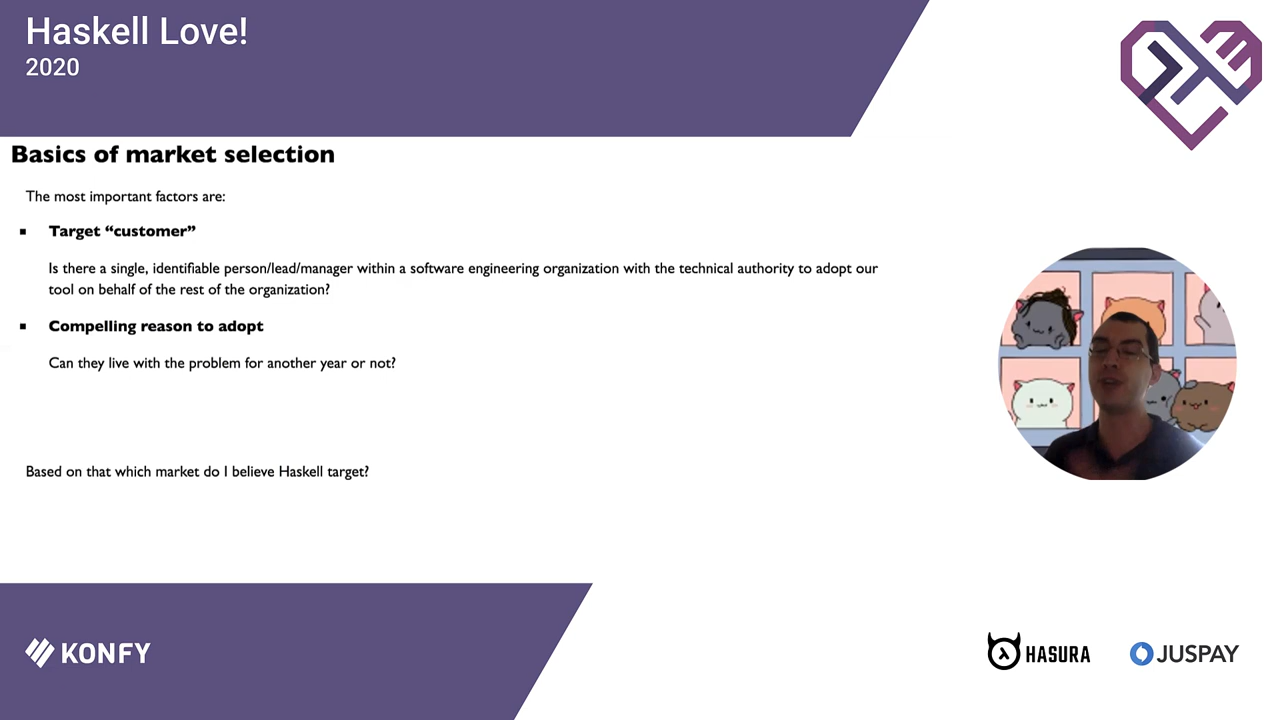 Haskell Love!
2020
Basics of market selection
The most important factors are:
▪ Target “customer”
Is there a single, identifiable person/lead/manager within a software engineering organization with the technical authority to adopt our
tool on behalf of the rest of the organization?
▪ Compelling reason to adopt
Can they live with the problem for another year or not?
Based on that which market do I believe Haskell target?
KONFY
HASURA
JUSPAY